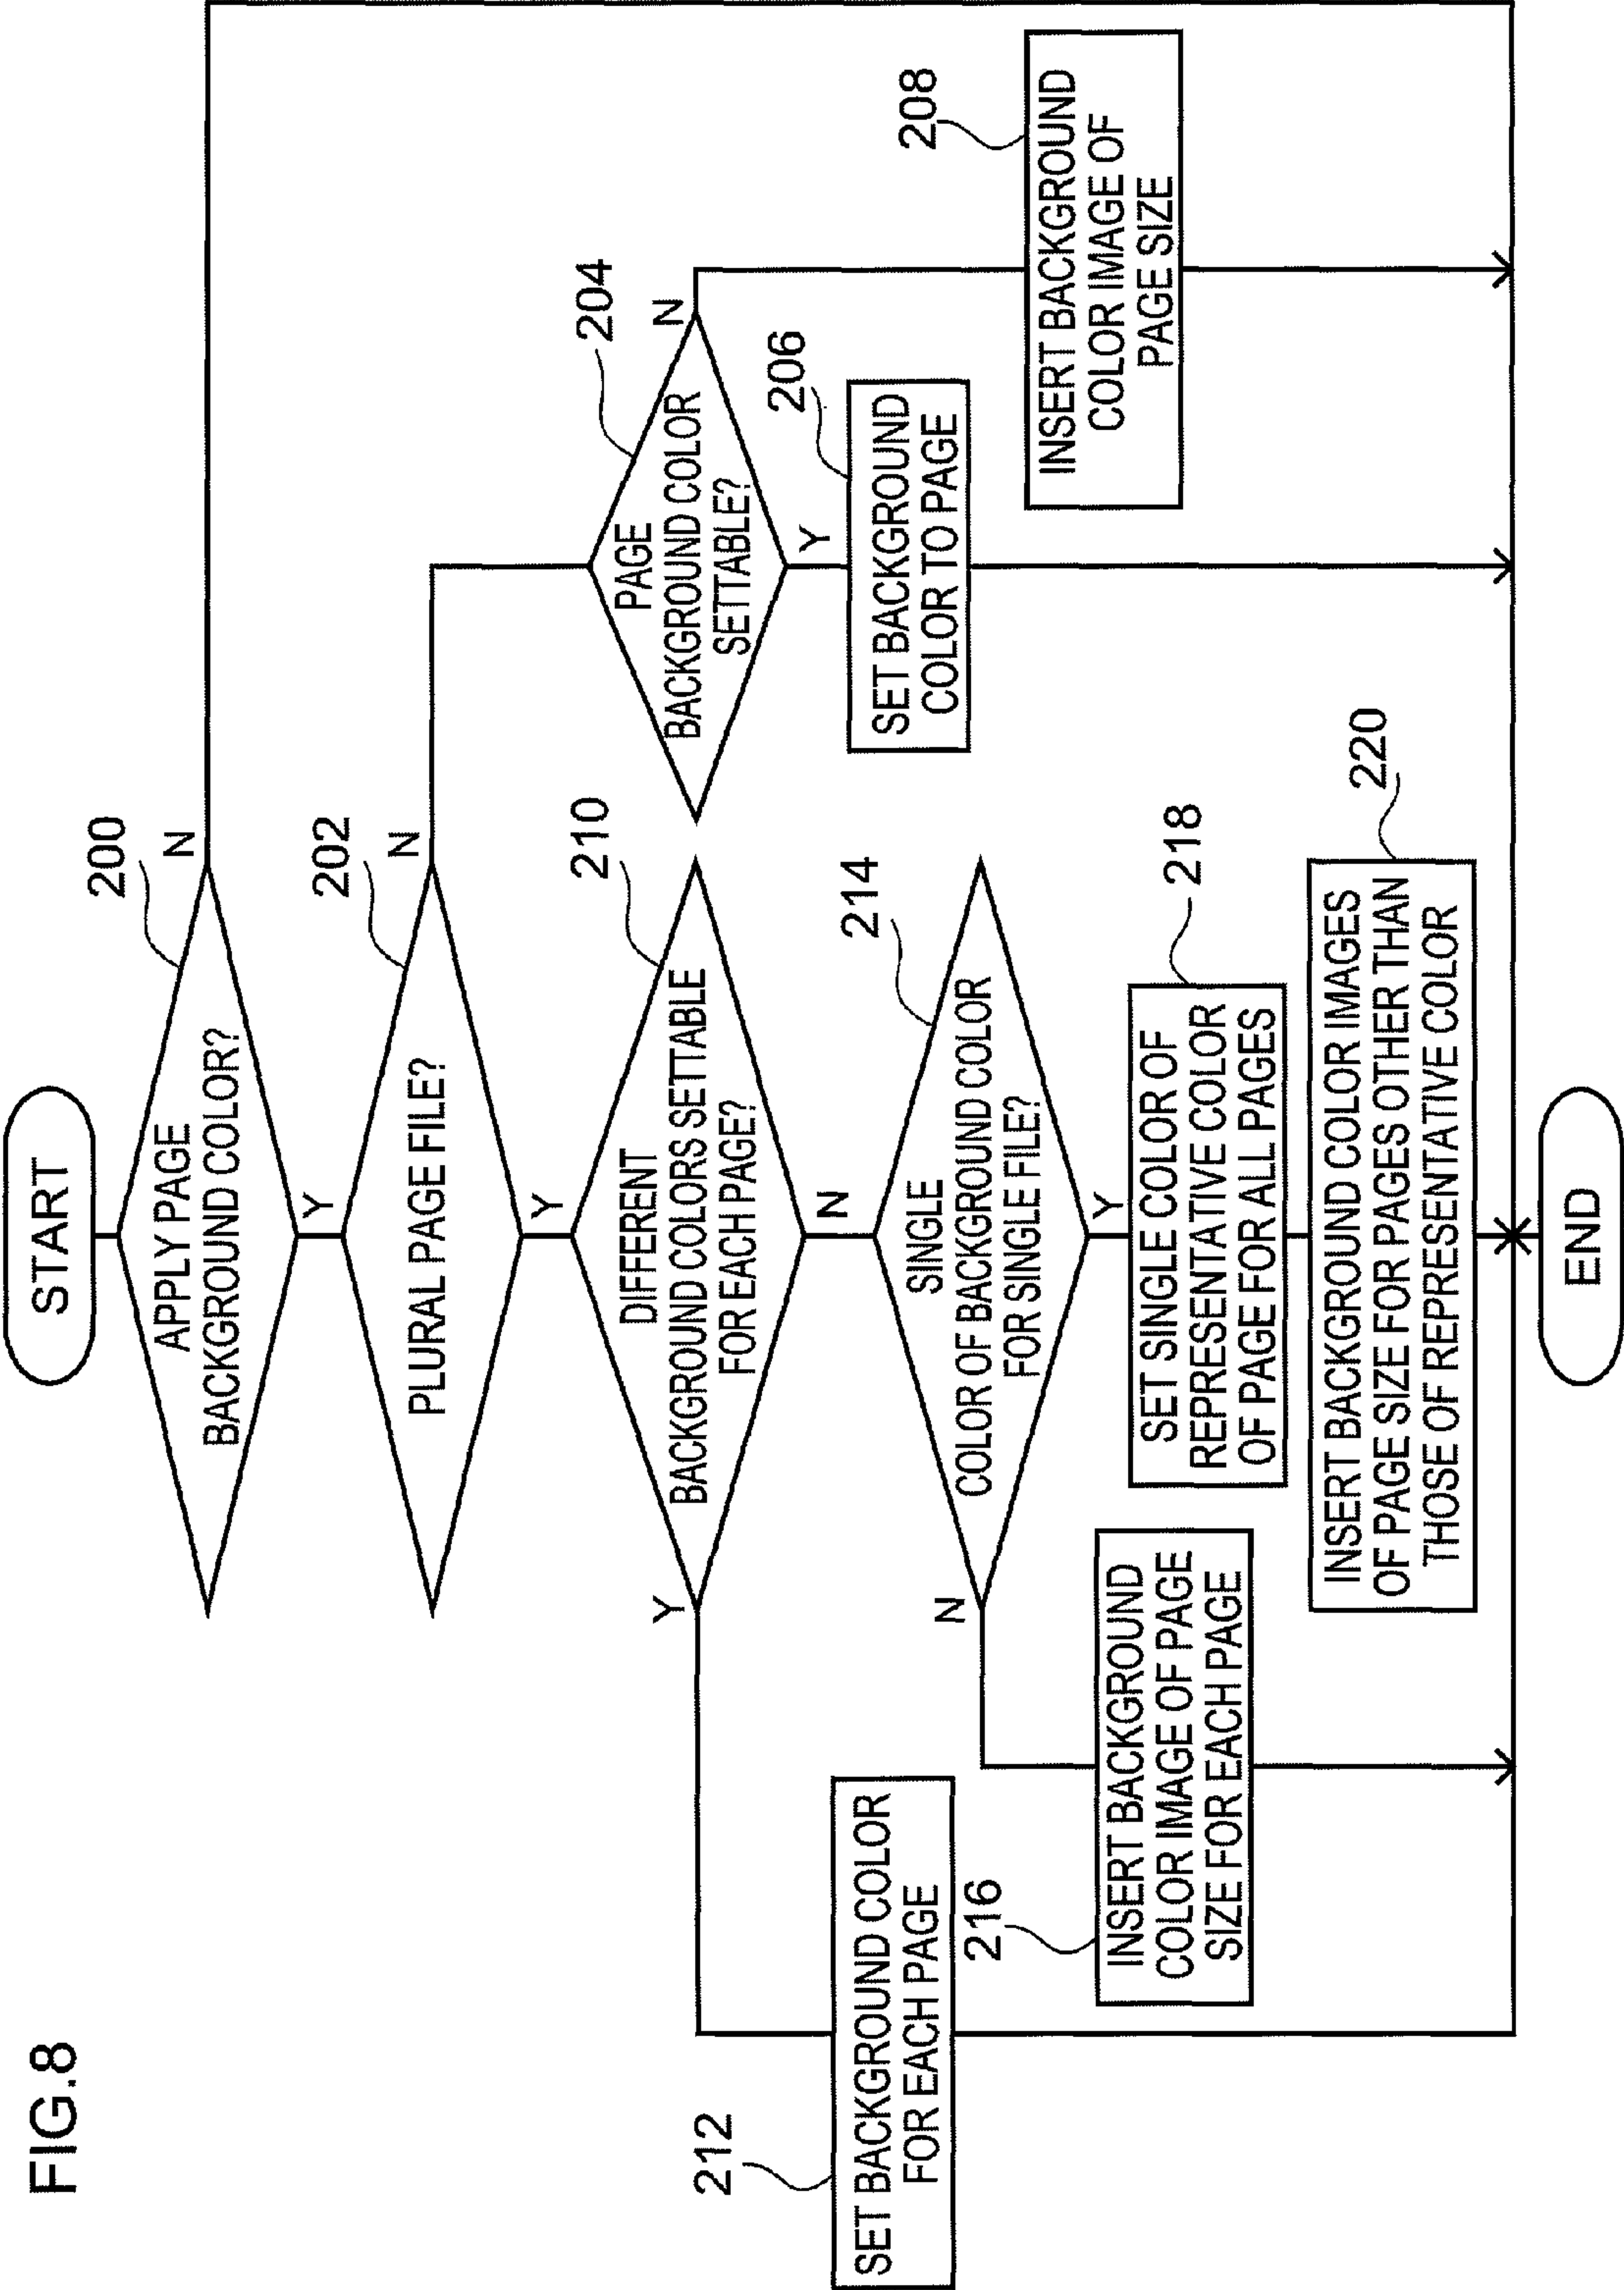 FIG.8
START
200
APPLY PAGE
BACKGROUND COLOR?
N
Y
202
PLURAL PAGE FILE?
N
Y
210
DIFFERENT
BACKGROUND COLORS SETTABLE
FOR EACH PAGE?
Y
N
204
PAGE
BACKGROUND COLOR
SETTABLE?
N
Y
206
SET BACKGROUND
COLOR TO PAGE
208
INSERT BACKGROUND
COLOR IMAGE OF
PAGE SIZE
212
SET BACKGROUND COLOR
FOR EACH PAGE
214
SINGLE
COLOR OF BACKGROUND COLOR
FOR SINGLE FILE?
N
Y
216
INSERT BACKGROUND
COLOR IMAGE OF PAGE
SIZE FOR EACH PAGE
218
SET SINGLE COLOR OF
REPRESENTATIVE COLOR
OF PAGE FOR ALL PAGES
220
INSERT BACKGROUND COLOR IMAGES
OF PAGE SIZE FOR PAGES OTHER THAN
THOSE OF REPRESENTATIVE COLOR
END